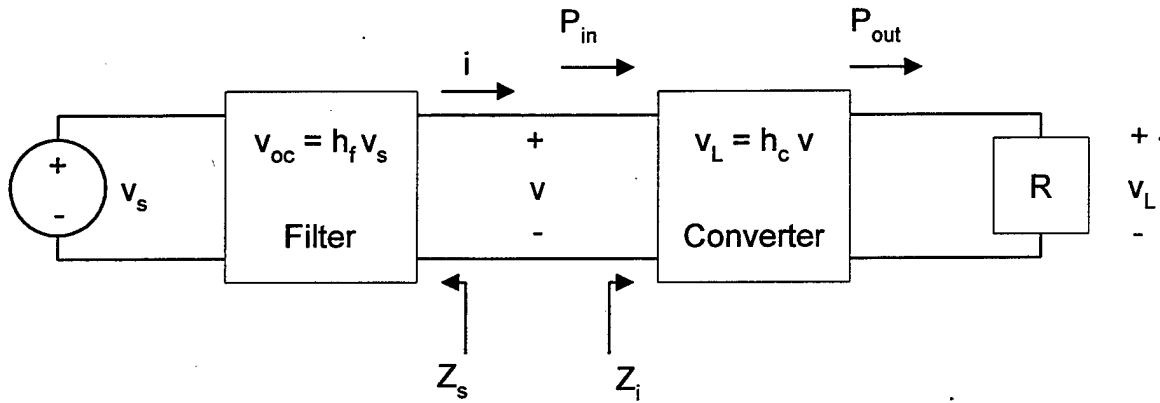 P_in
P_out
i
v_oc = h_f v_s
Filter
+
v
-
v_L = h_c v
Converter
+
-
v_s
R
+
v_L
-
Z_s
Z_i